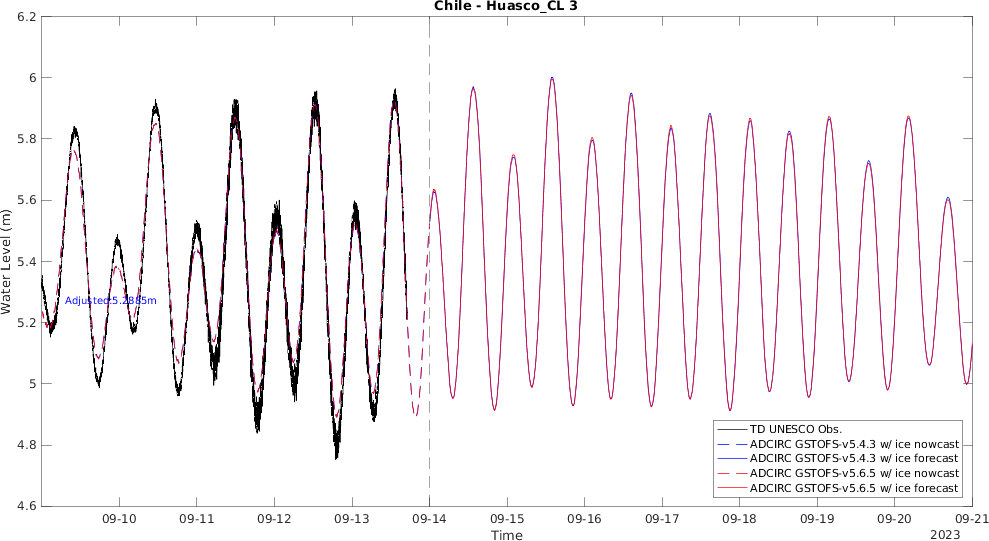 Chile - Huasco_CL 3
6.2
6
5.8
5.6
5.4
5.2
5
4.8
4.6
Water Level (m)
Adjusted:5.2885m
TD UNESCO Obs.
ADCIRC GSTOFS-v5.4.3 w/ ice nowcast
ADCIRC GSTOFS-v5.4.3 w/ ice forecast
ADCIRC GSTOFS-v5.6.5 w/ ice nowcast
ADCIRC GSTOFS-v5.6.5 w/ ice forecast
09-10 09-11 09-12 09-13 09-14 09-15 09-16 09-17 09-18 09-19 09-20 09-21
Time
2023